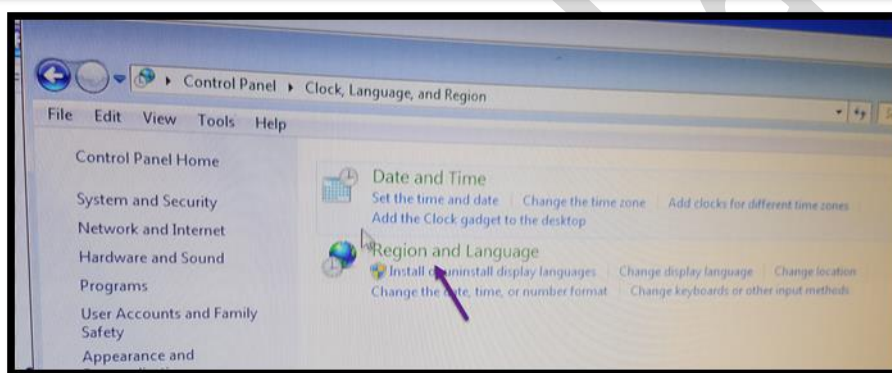 Control Panel Clock, Language, and Region
File Edit View Tools Help
Control Panel Home
System and Security
Network and Internet
Hardware and Sound
Programs
User Accounts and Family
Safety
Appearance and
Date and Time
Set the time and date Change the time zone Add clocks for different time zones
Add the Clock gadget to the desktop
Region and Language
Install uninstall display languages Change display language Change location
Change the date, time, or number format Change keyboards or other input methods